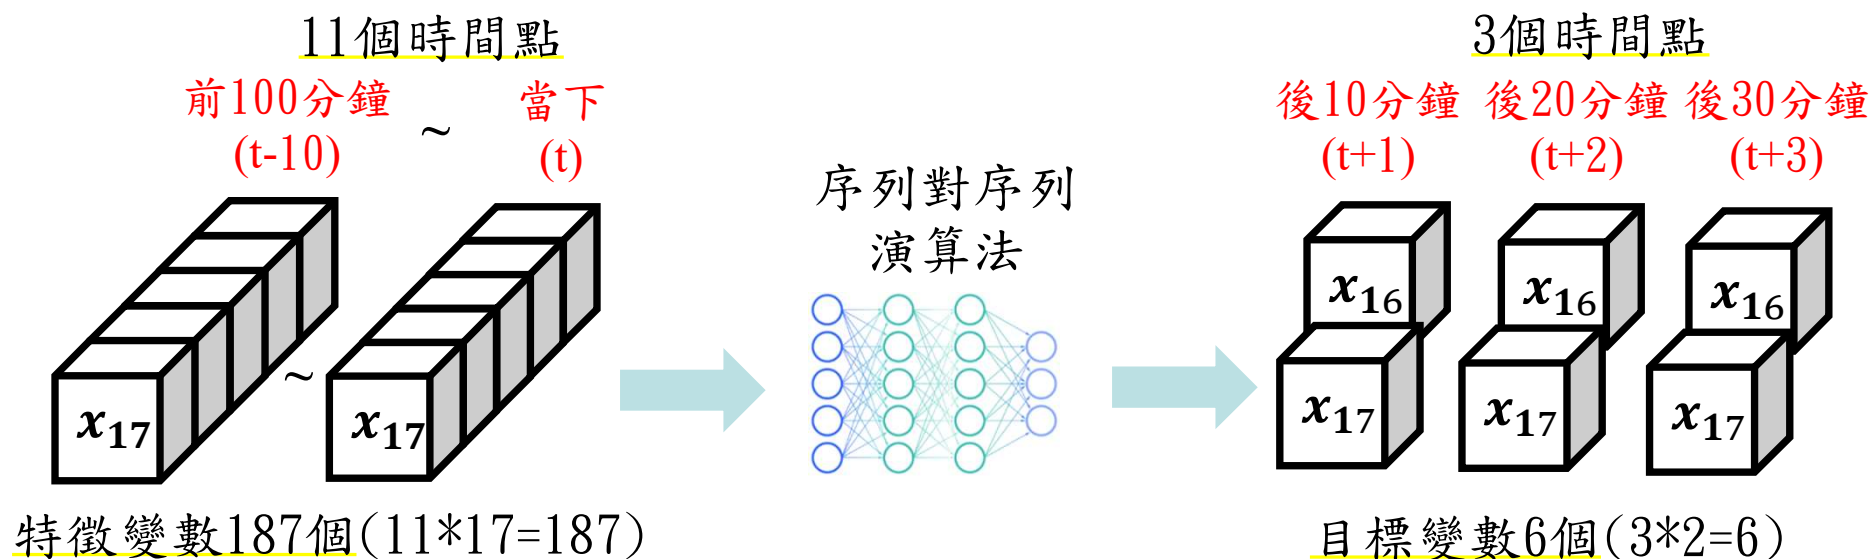 11個時間點
前100分鐘
(t-10)
~
當下
(t)
x17
~
x17
特徵變數187個(11*17=187)
序列對序列
演算法
3個時間點
後10分鐘 後20分鐘 後30分鐘
(t+1) (t+2) (t+3)
x16 x16 x16
x17 x17 x17
目標變數6個(3*2=6)